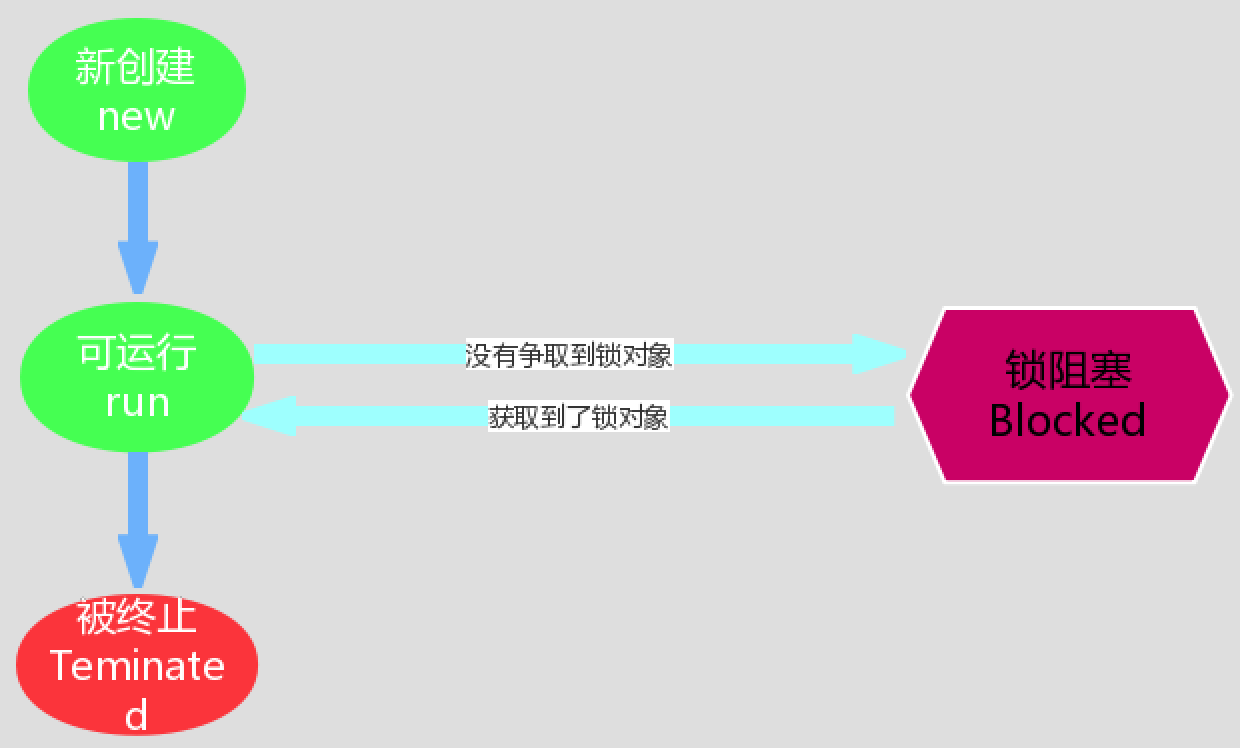 新创建
new
可运行
run
没有争取到锁对象
获取到了锁对象
锁阻塞
Blocked
被终止
Teminate
d